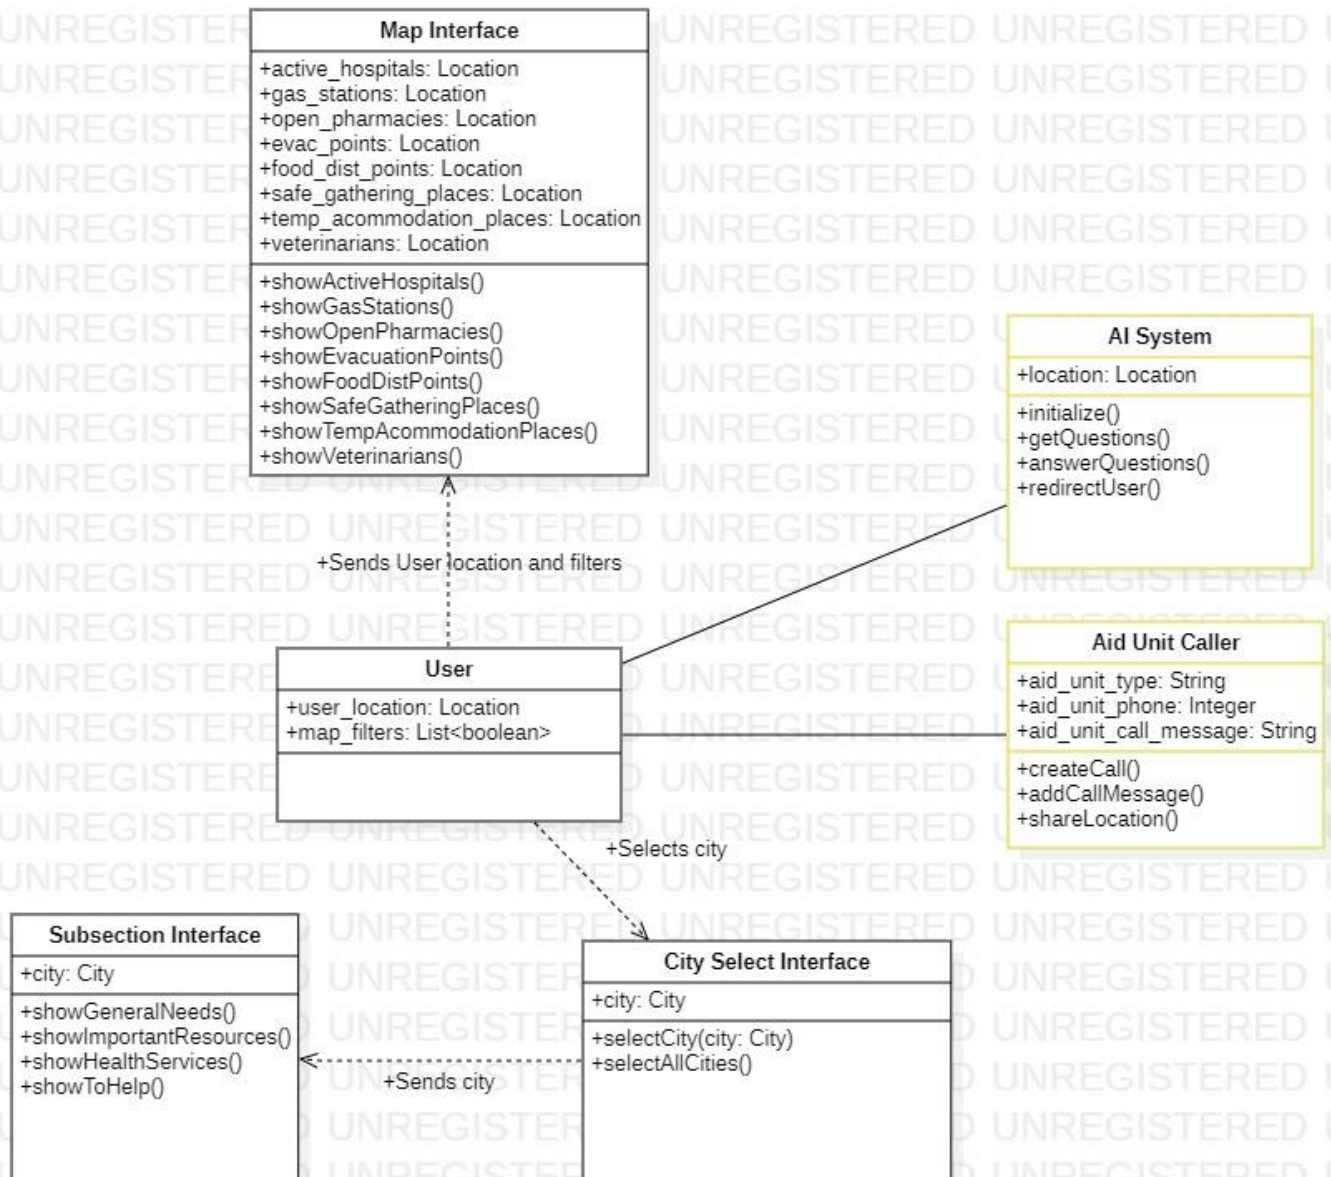 Map Interface
+active_hospitals: Location
+gas_stations: Location
+open_pharmacies: Location
+evac_points: Location
+food_dist_points: Location
+safe_gathering_places: Location
+temp_acommodation_places: Location
+veterinarians: Location
+showActiveHospitals()
+showGasStations()
+showOpenPharmacies()
+showEvacuationPoints()
+showFoodDistPoints()
+showSafeGatheringPlaces()
+showTempAcommodationPlaces()
+showVeterinarians()
AI System
+location: Location
+initialize()
+getQuestions()
+answerQuestions()
+redirectUser()
+Sends User location and filters
User
+user_location: Location
+map_filters: List<boolean>
Aid Unit Caller
+aid_unit_type: String
+aid_unit_phone: Integer
+aid_unit_call_message: String
+createCall()
+addCallMessage()
+shareLocation()
+Selects city
Subsection Interface
+city: City
+showGeneralNeeds()
+showImportantResources()
+showHealthServices()
+showToHelp()
+Sends city
City Select Interface
+city: City
+selectCity(city: City)
+selectAllCities()
UNREGISTERED